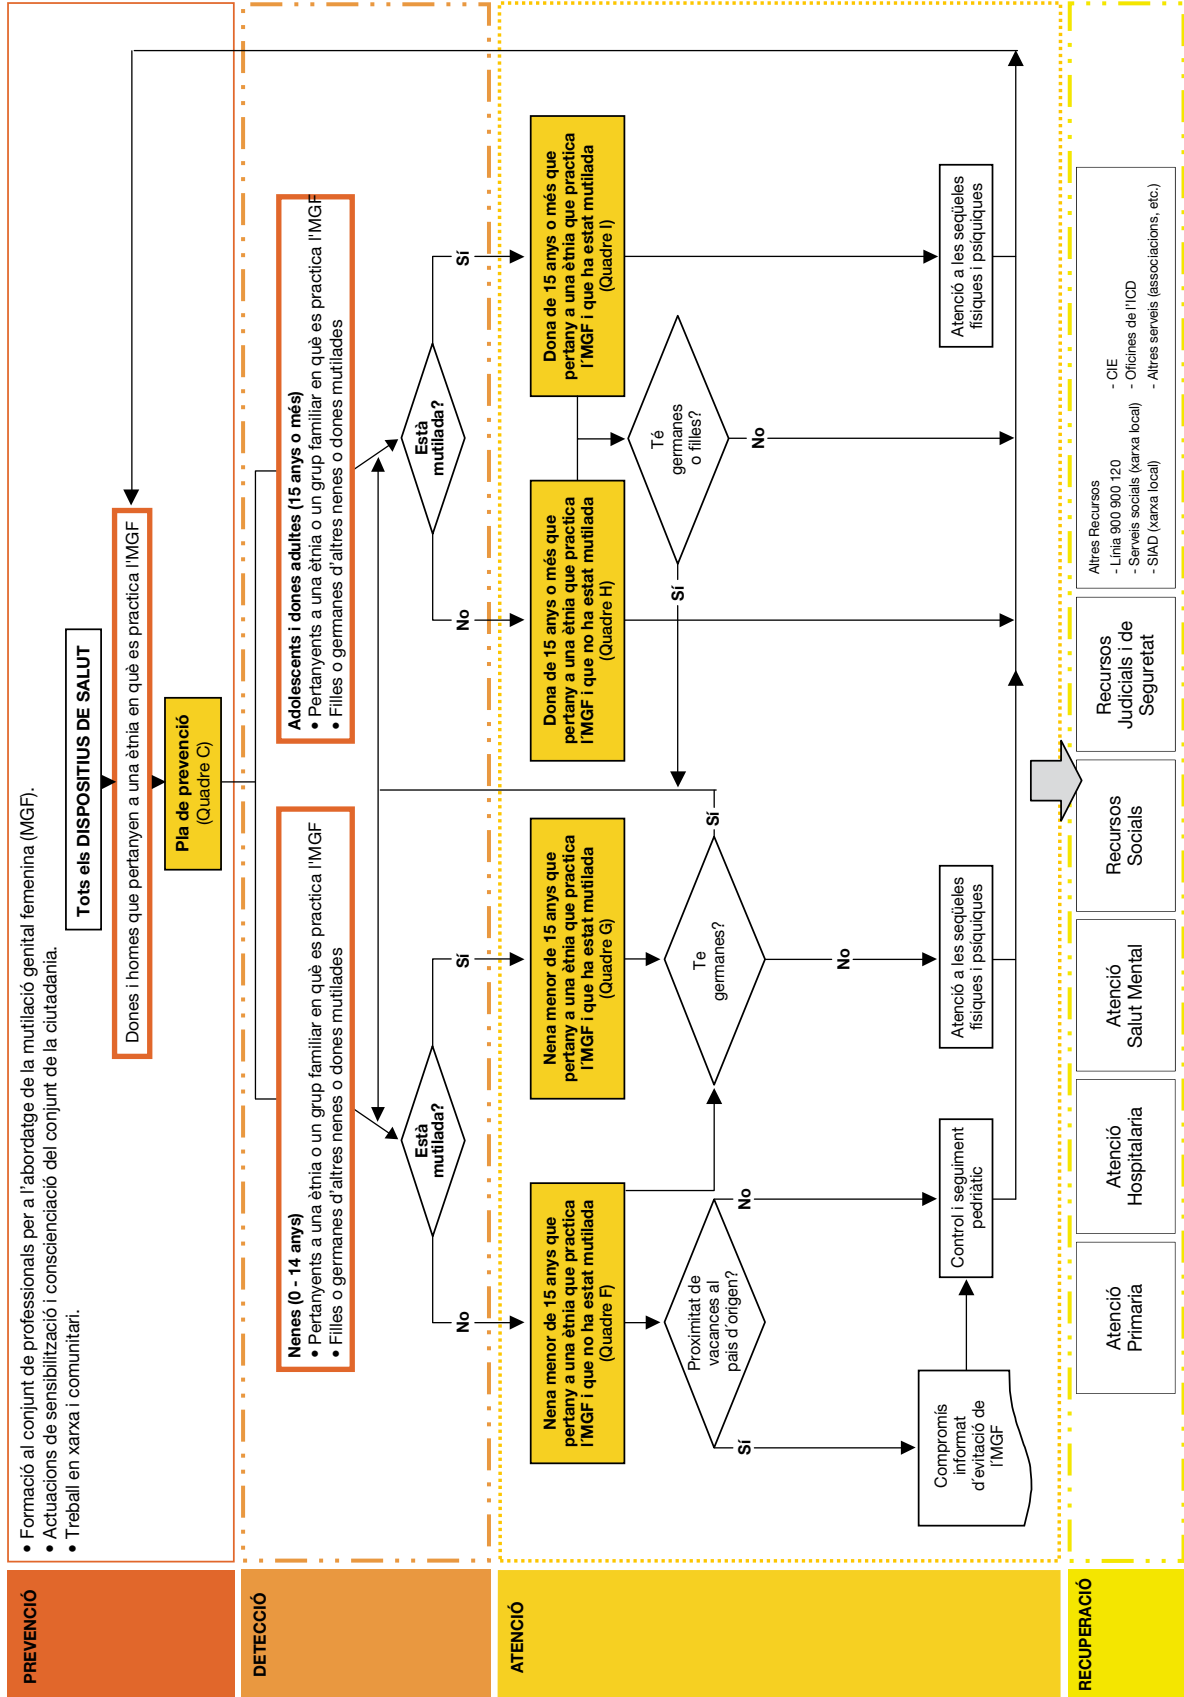 PREVENCIÓ
• Formació al conjunt de professionals per a l'abordatge de la mutilació genital femenina (MGF).
• Actuacions de sensibilització i conscienciació del conjunt de la ciutadania.
• Treball en xarxa i comunitari.
Tots els DISPOSITIUS DE SALUT
Dones i homes que pertanyen a una ètnia en què es practica l'MGF
Pla de prevenció
(Quadre C)
DETECCIÓ
Nenes (0 - 14 anys)
• Pertanyents a una ètnia o un grup familiar en què es practica l'MGF
• Filles o germanes d'altres nenes o dones mutilades
Adolescents i dones adultes (15 anys o més)
• Pertanyents a una ètnia o un grup familiar en què es practica l'MGF
• Filles o germanes d'altres nenes o dones mutilades
Està
mutilada?
No
Sí
Està
mutilada?
No
Sí
ATENCIÓ
Nena menor de 15 anys que
pertany a una ètnia que practica
l´MGF i que no ha estat mutilada
(Quadre F)
Nena menor de 15 anys que
pertany a una ètnia que practica
l´MGF i que ha estat mutilada
(Quadre G)
Dona de 15 anys o més que
pertany a una ètnia que practica
l´MGF i que no ha estat mutilada
(Quadre H)
Dona de 15 anys o més que
pertany a una ètnia que practica
l´MGF i que ha estat mutilada
(Quadre I)
Proximitat de
vacances al
pais d´origen?
Sí
No
Te
germanes?
Sí
No
Té
germanes
o filles?
Sí
No
Compromís
informat
d'evitació de
l'MGF
Control i seguiment
pedriàtic
Atenció a les seqüeles
físiques i psíquiques
Atenció a les seqüeles
físiques i psíquiques
RECUPERACIÓ
Atenció
Primaria
Atenció
Hospitalaria
Atenció
Salut Mental
Recursos
Socials
Recursos
Judicials i de
Seguretat
Altres Recursos
- Línia 900 900 120
- Serveis socials (xarxa local)
- SIAD (xarxa local)
- CIE
- Oficines de l'ICD
- Altres serveis (associacions, etc.)